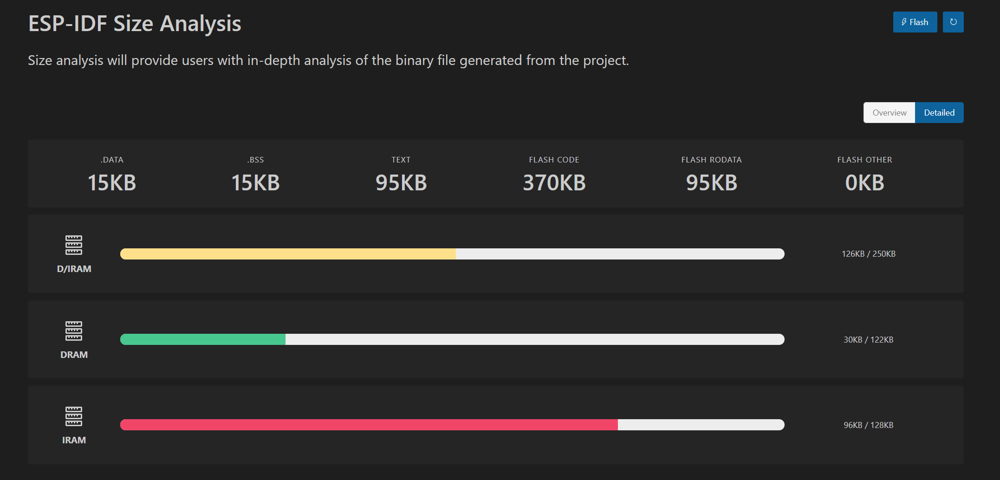 ESP-IDF Size Analysis
Flash
Size analysis will provide users with in-depth analysis of the binary file generated from the project.
Overview
Detailed
.DATA
15KB
.BSS
15KB
TEXT
95KB
FLASH CODE
370KB
FLASH RODATA
95KB
FLASH OTHER
0KB
D/IRAM
126KB / 250KB
DRAM
30KB / 122KB
IRAM
96KB / 128KB